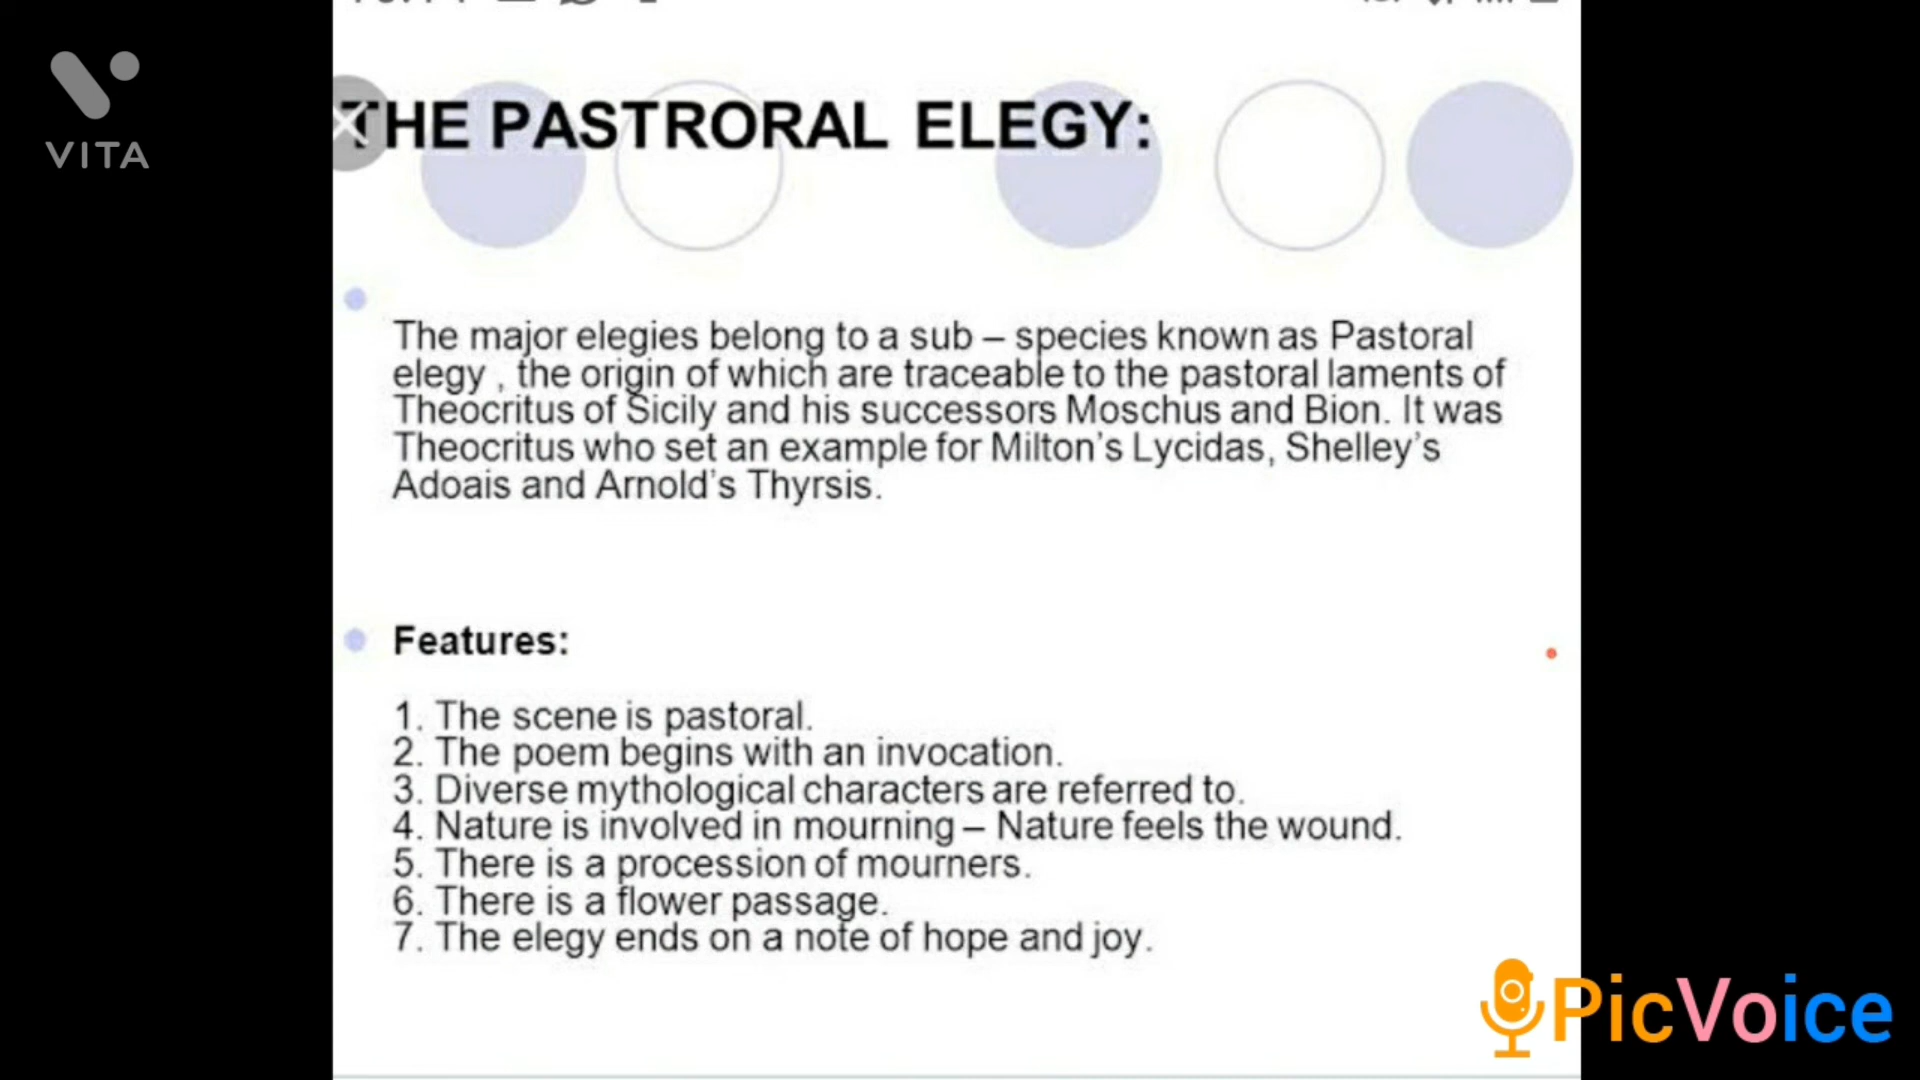 VITA
THE PASTRORAL ELEGY:
The major elegies belong to a sub – species known as Pastoral
elegy , the origin of which are traceable to the pastoral laments of
Theocritus of Sicily and his successors Moschus and Bion. It was
Theocritus who set an example for Milton's Lycidas, Shelley's
Adoais and Arnold's Thyrsis.
Features:
1. The scene is pastoral.
2. The poem begins with an invocation.
3. Diverse mythological characters are referred to.
4. Nature is involved in mourning – Nature feels the wound.
5. There is a procession of mourners.
6. There is a flower passage.
7. The elegy ends on a note of hope and joy.
PicVoice